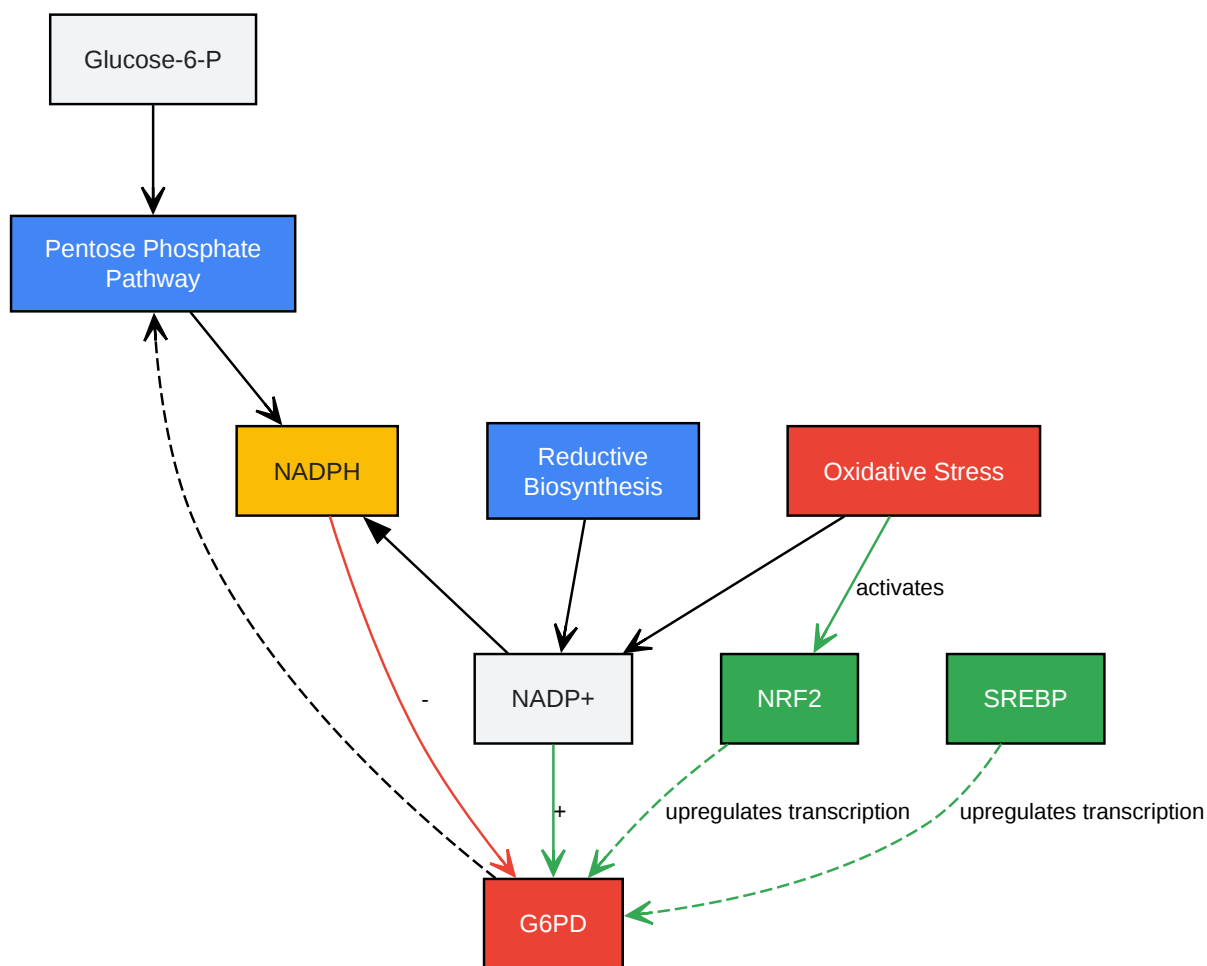 Glucose-6-P
Pentose Phosphate
Pathway
NADPH
Reductive
Biosynthesis
Oxidative Stress
activates
NADP+
NRF2
SREBP
-
+
upregulates transcription
upregulates transcription
G6PD